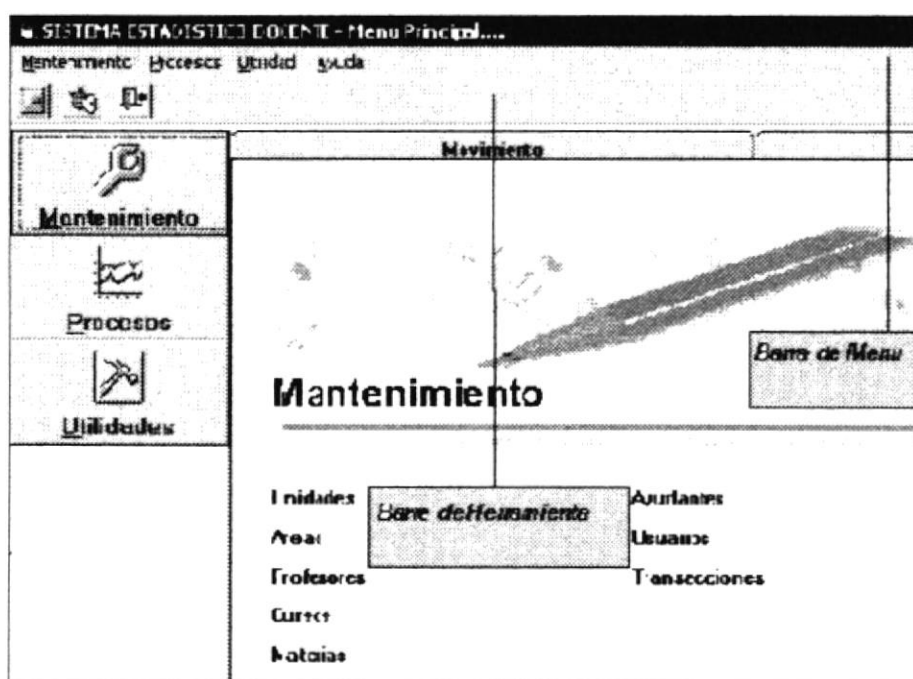 SISTEMA ESTADISTICO DOCENTE - Menu Principal....
Mantenimiento Procesos Utilidad Ayuda
Movimiento
Mantenimiento
Procesos
Utilidades
Barra de Menu
Mantenimiento
Barra de Herramienta
Unidades
Areas
Profesores
Cursos
Materias
Ayudantes
Usuarios
Transacciones